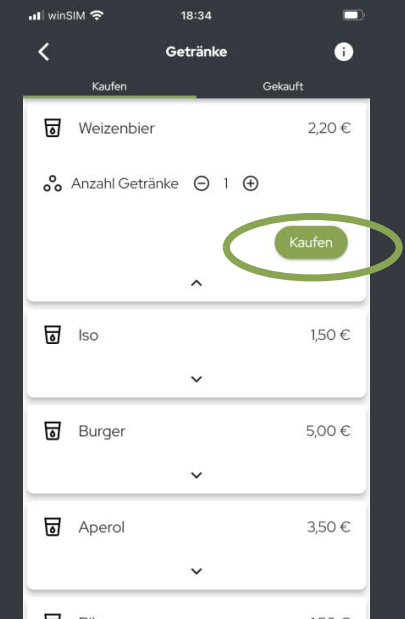 winSIM 18:34
Getränke
Kaufen Gekauft
Weizenbier 2,20 €
Anzahl Getränke 1
Kaufen
Iso 1,50 €
Burger 5,00 €
Aperol 3,50 €